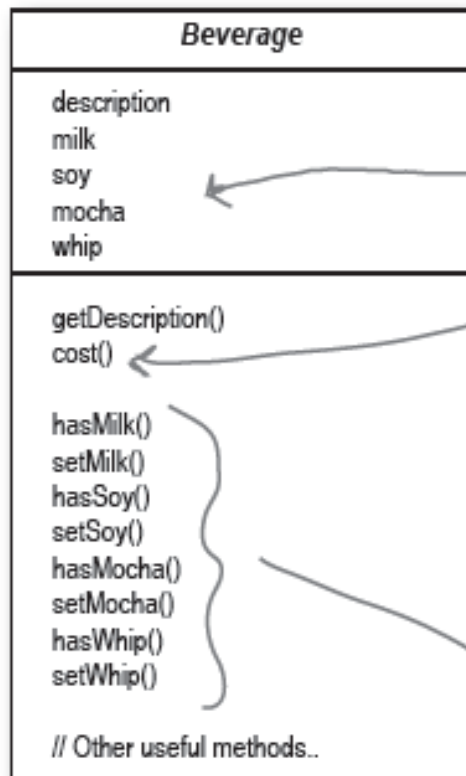 Beverage
description
milk
soy
mocha
whip
getDescription()
cost()
hasMilk()
setMilk()
hasSoy()
setSoy()
hasMocha()
setMocha()
hasWhip()
setWhip()
// Other useful methods..